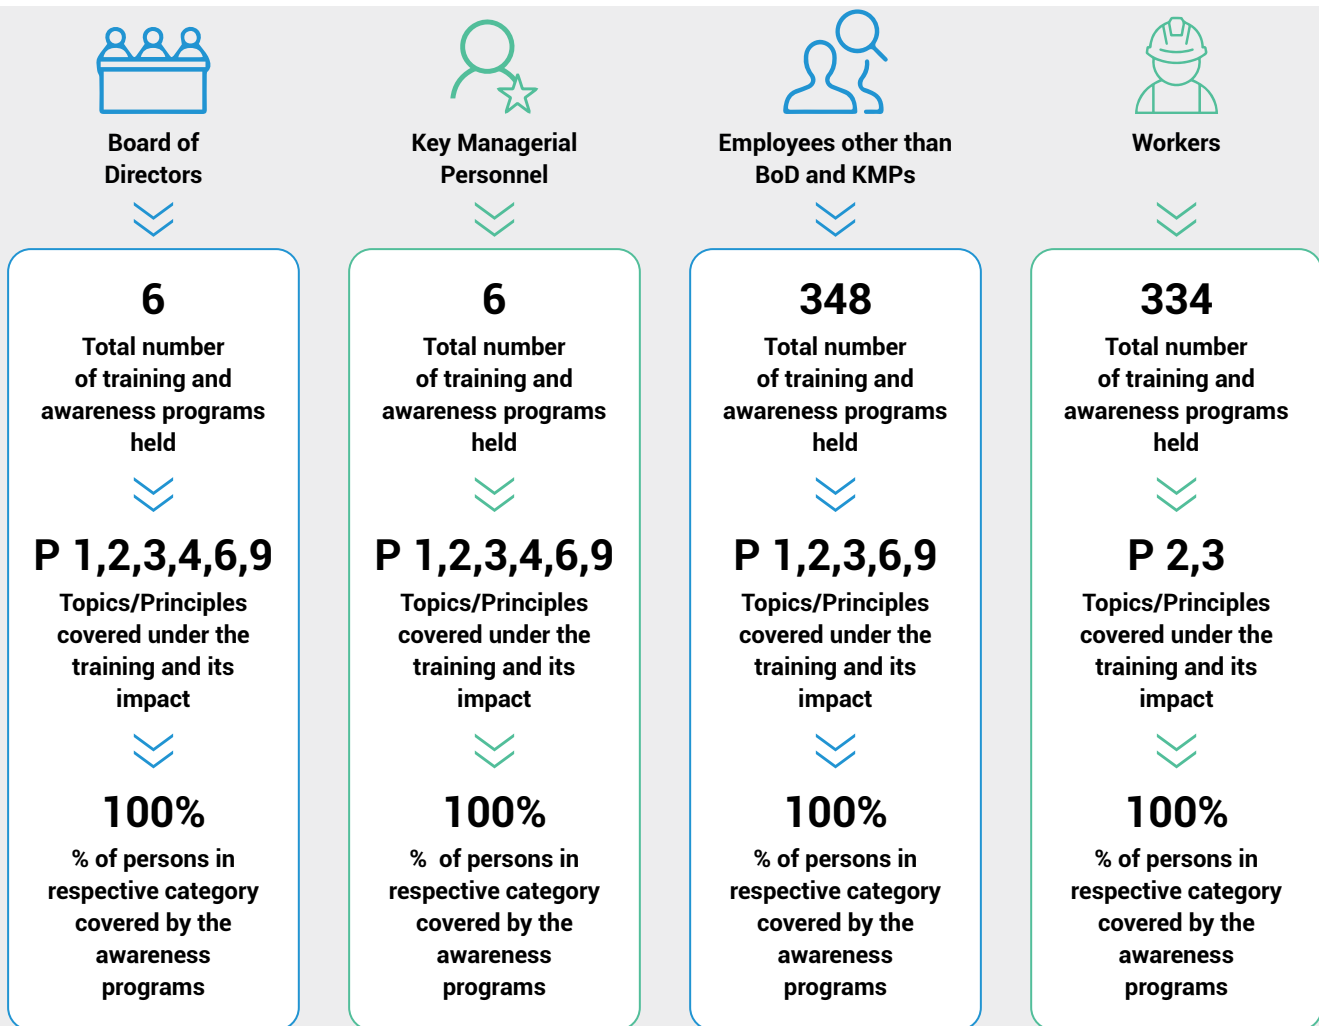 Board of
Directors
6
Total number
of training and
awareness programs
held
P 1,2,3,4,6,9
Topics/Principles
covered under the
training and its
impact
100%
% of persons in
respective category
covered by the
awareness
programs
Key Managerial
Personnel
6
Total number
of training and
awareness programs
held
P 1,2,3,4,6,9
Topics/Principles
covered under the
training and its
impact
100%
% of persons in
respective category
covered by the
awareness
programs
Employees other than
BoD and KMPs
348
Total number
of training and
awareness programs
held
P 1,2,3,6,9
Topics/Principles
covered under the
training and its
impact
100%
% of persons in
respective category
covered by the
awareness
programs
Workers
334
Total number
of training and
awareness programs
held
P 2,3
Topics/Principles
covered under the
training and its
impact
100%
% of persons in
respective category
covered by the
awareness
programs